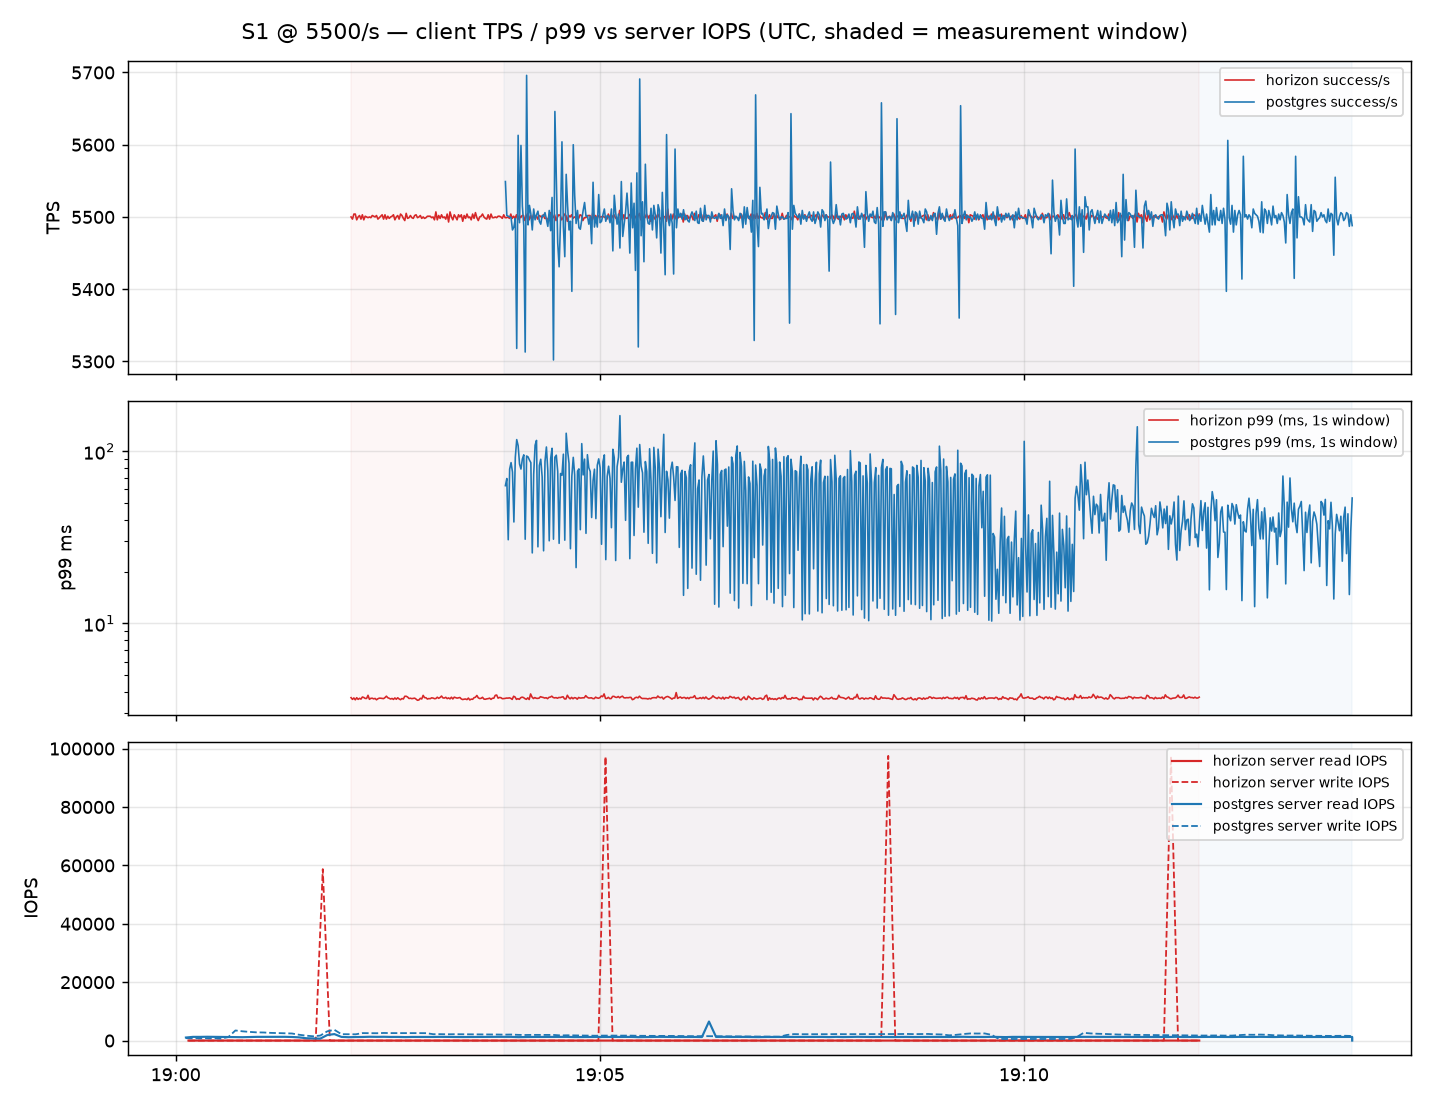 S1 @ 5500/s — client TPS / p99 vs server IOPS (UTC, shaded = measurement window)
5700
5600
5500
5400
5300
TPS
horizon success/s
postgres success/s
10²
10¹
p99 ms
horizon p99 (ms, 1s window)
postgres p99 (ms, 1s window)
100000
80000
60000
40000
20000
0
IOPS
horizon server read IOPS
horizon server write IOPS
postgres server read IOPS
postgres server write IOPS
19:00
19:05
19:10